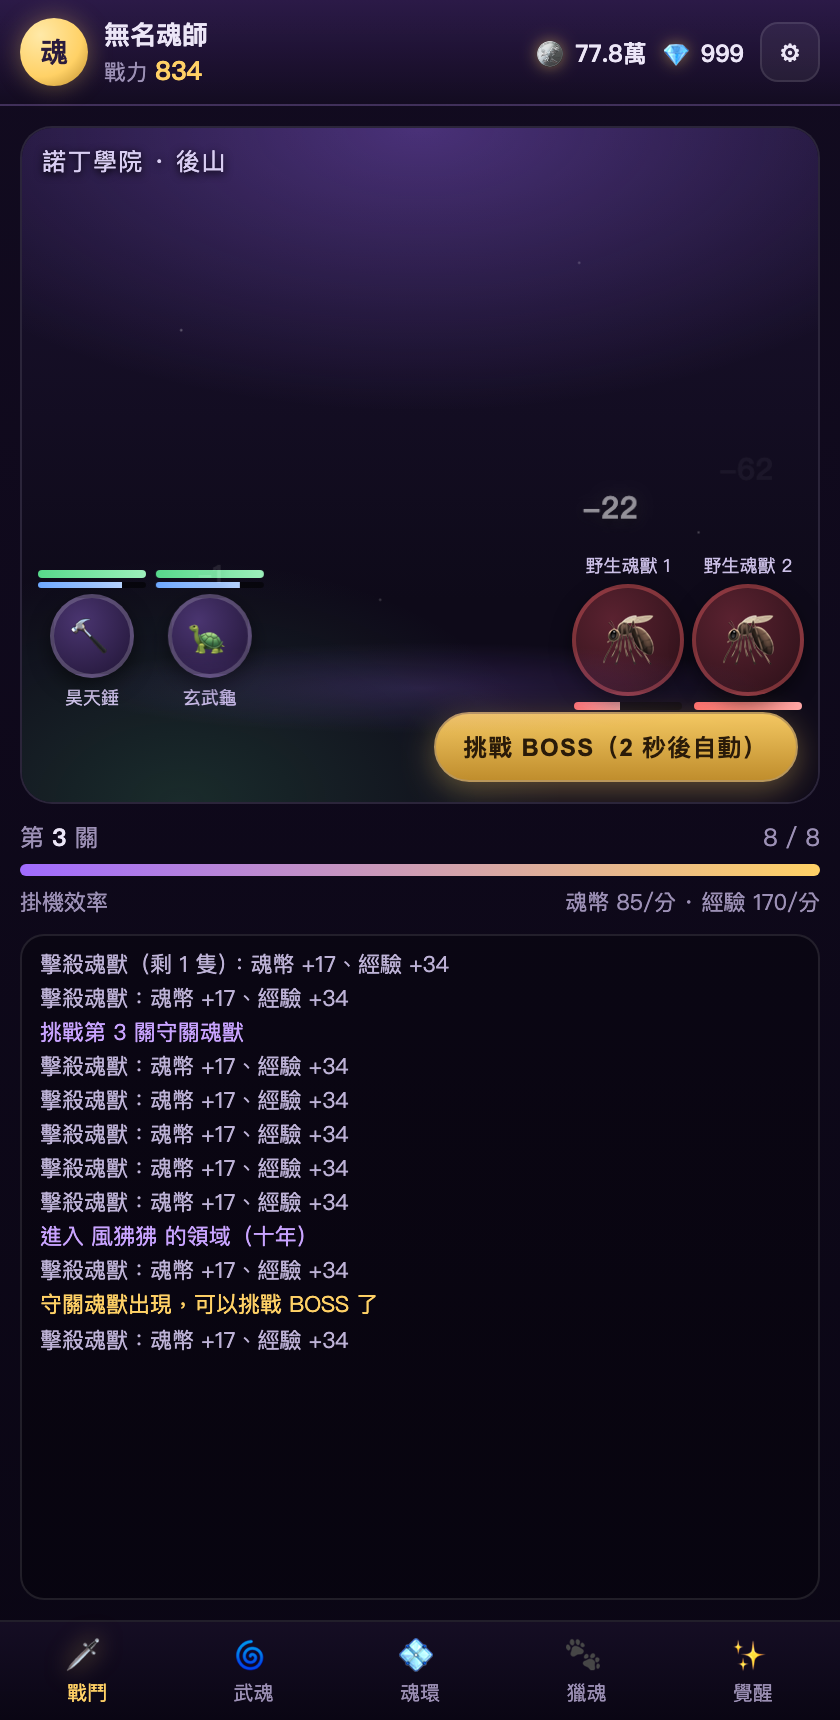 魂
無名魂師
戰力 834
77.8萬
999
諾丁學院 · 後山
−62
−22
野生魂獸 1
野生魂獸 2
昊天錘
玄武龜
挑戰 BOSS（2 秒後自動）
第 3 關
8 / 8
掛機效率
魂幣 85/分 · 經驗 170/分
擊殺魂獸（剩 1 隻）：魂幣 +17、經驗 +34
擊殺魂獸：魂幣 +17、經驗 +34
挑戰第 3 關守關魂獸
擊殺魂獸：魂幣 +17、經驗 +34
擊殺魂獸：魂幣 +17、經驗 +34
擊殺魂獸：魂幣 +17、經驗 +34
擊殺魂獸：魂幣 +17、經驗 +34
擊殺魂獸：魂幣 +17、經驗 +34
進入 風狒狒 的領域（十年）
擊殺魂獸：魂幣 +17、經驗 +34
守關魂獸出現，可以挑戰 BOSS 了
擊殺魂獸：魂幣 +17、經驗 +34
戰鬥
武魂
魂環
獵魂
覺醒